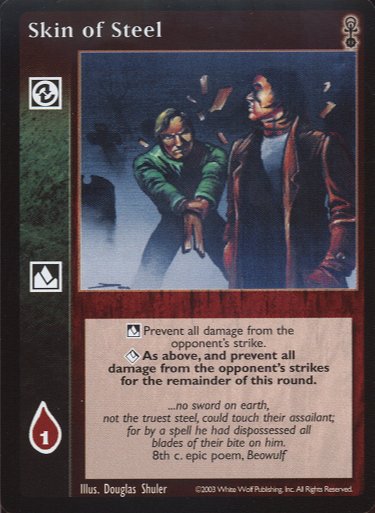 Skin of Steel
Prevent all damage from the
opponent's strike.
As above, and prevent all
damage from the opponent's strikes
for the remainder of this round.
...no sword on earth,
not the truest steel, could touch their assailant;
for by a spell he had dispossessed all
blades of their bite on him.
8th c. epic poem, Beowulf
1
Illus. Douglas Shuler
©2003 White Wolf Publishing, Inc. All Rights Reserved.